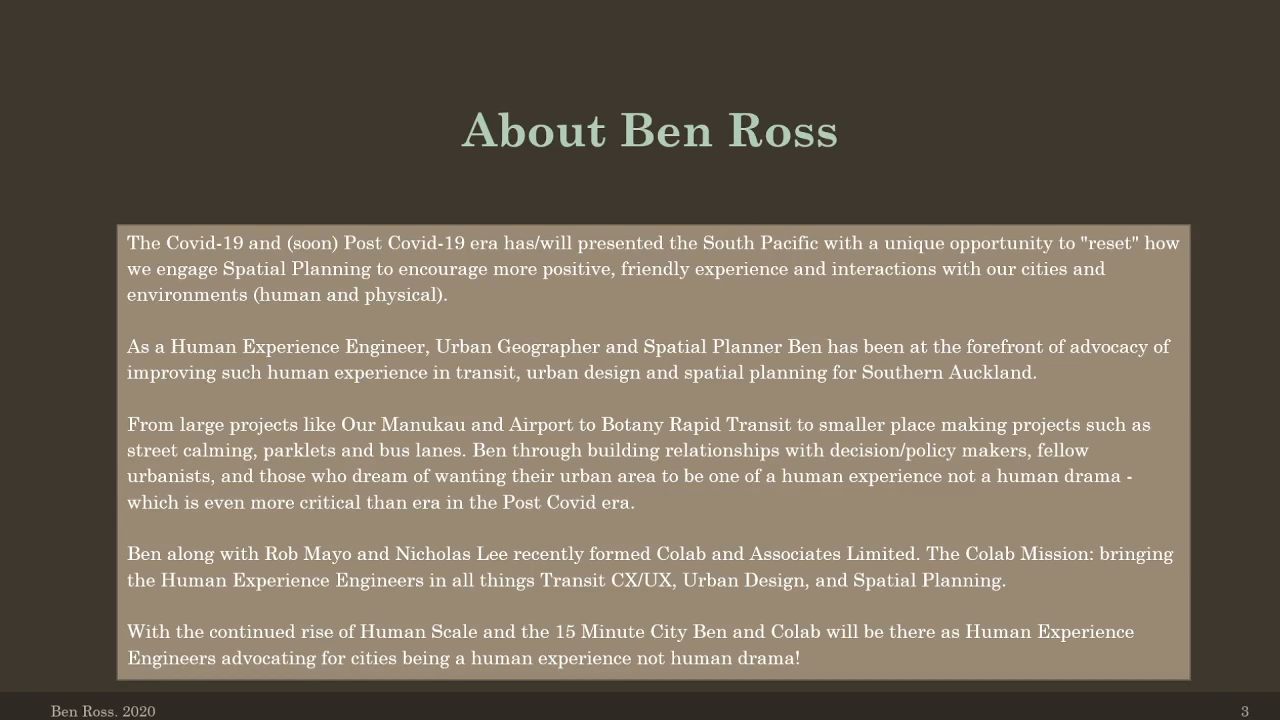 About Ben Ross
The Covid-19 and (soon) Post Covid-19 era has/will presented the South Pacific with a unique opportunity to "reset" how
we engage Spatial Planning to encourage more positive, friendly experience and interactions with our cities and
environments (human and physical).
As a Human Experience Engineer, Urban Geographer and Spatial Planner Ben has been at the forefront of advocacy of
improving such human experience in transit, urban design and spatial planning for Southern Auckland.
From large projects like Our Manukau and Airport to Botany Rapid Transit to smaller place making projects such as
street calming, parklets and bus lanes. Ben through building relationships with decision/policy makers, fellow
urbanists, and those who dream of wanting their urban area to be one of a human experience not a human drama -
which is even more critical than era in the Post Covid era.
Ben along with Rob Mayo and Nicholas Lee recently formed Colab and Associates Limited. The Colab Mission: bringing
the Human Experience Engineers in all things Transit CX/UX, Urban Design, and Spatial Planning.
With the continued rise of Human Scale and the 15 Minute City Ben and Colab will be there as Human Experience
Engineers advocating for cities being a human experience not human drama!
Ben Ross. 2020
3